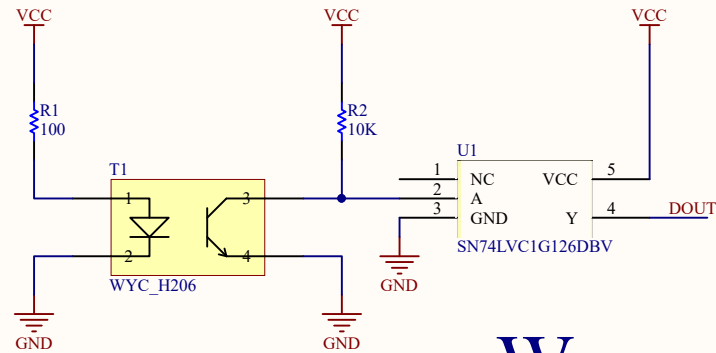 VCC
VCC
VCC
R1
100
R2
10K
T1
1
2
3
4
WYC_H206
U1
1
NC
VCC
5
2
A
3
GND
Y
4
DOUT
SN74LVC1G126DBV
GND
GND
GND
W